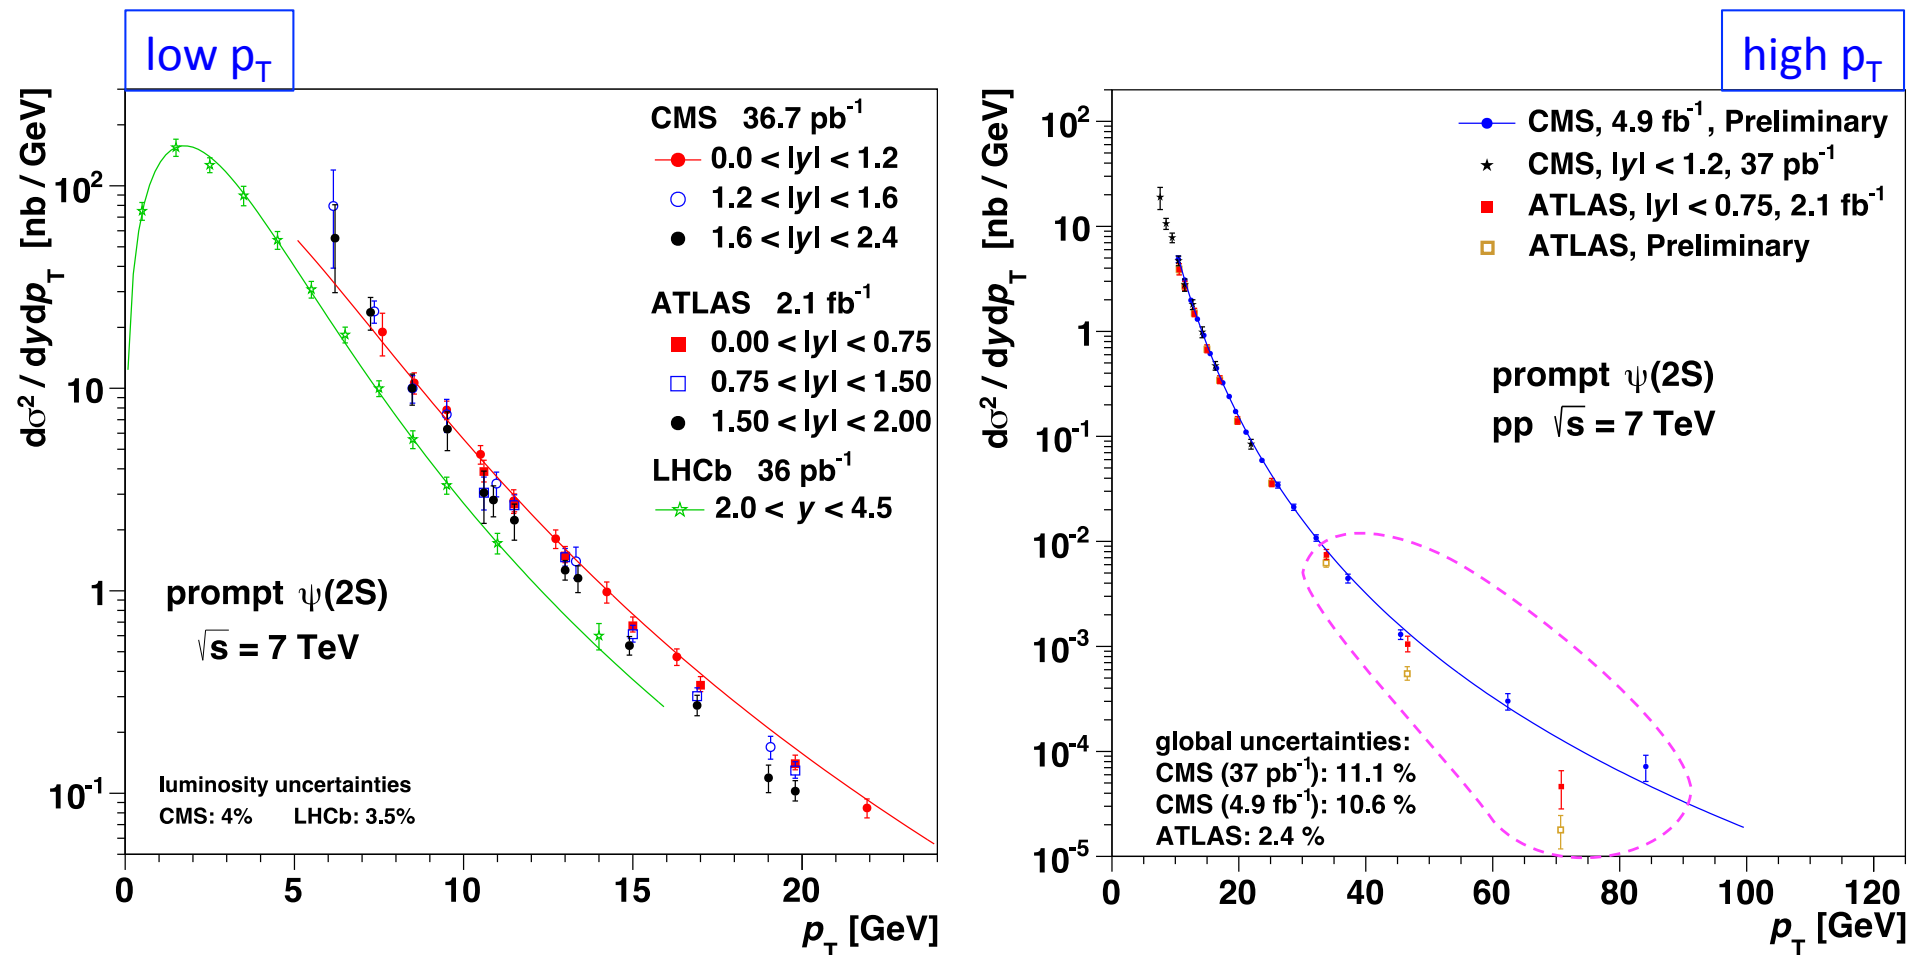 low pT
dσ² / dydpT [nb / GeV]
10²
10
1
10⁻¹
CMS 36.7 pb⁻¹
0.0 < |y| < 1.2
1.2 < |y| < 1.6
1.6 < |y| < 2.4
ATLAS 2.1 fb⁻¹
0.00 < |y| < 0.75
0.75 < |y| < 1.50
1.50 < |y| < 2.00
LHCb 36 pb⁻¹
2.0 < y < 4.5
prompt ψ(2S)
√s = 7 TeV
luminosity uncertainties
CMS: 4% LHCb: 3.5%
0 5 10 15 20
pT [GeV]
high pT
dσ² / dydpT [nb / GeV]
10²
10
1
10⁻¹
10⁻²
10⁻³
10⁻⁴
10⁻⁵
CMS, 4.9 fb⁻¹, Preliminary
CMS, |y| < 1.2, 37 pb⁻¹
ATLAS, |y| < 0.75, 2.1 fb⁻¹
ATLAS, Preliminary
prompt ψ(2S)
pp √s = 7 TeV
global uncertainties:
CMS (37 pb⁻¹): 11.1 %
CMS (4.9 fb⁻¹): 10.6 %
ATLAS: 2.4 %
0 20 40 60 80 100 120
pT [GeV]